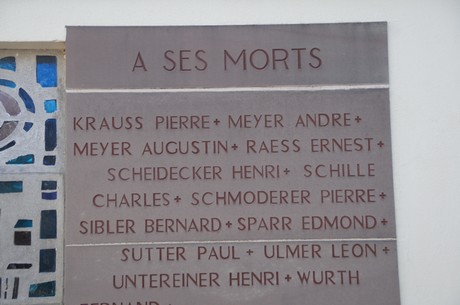 A SES MORTS
KRAUSS PIERRE+ MEYER ANDRE+
MEYER AUGUSTIN+ RAESS ERNEST+
SCHEIDECKER HENRI+ SCHILLE
CHARLES+ SCHMODERER PIERRE+
SIBLER BERNARD+ SPARR EDMOND+
SUTTER PAUL+ ULMER LEON+
UNTEREINER HENRI+ WURTH
FERNAND+